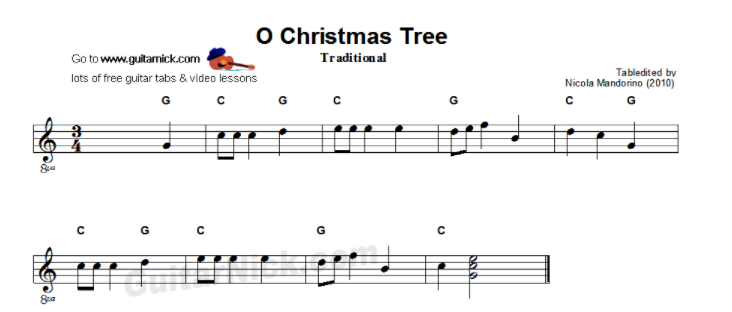 O Christmas Tree
Go to www.guitarnick.com
Traditional
lots of free guitar tabs & video lessons
Tabledited by
Nicola Mandorino (2010)
G C G C G C G
3
4
8va
C G C G C
GuitarNick.com
8va